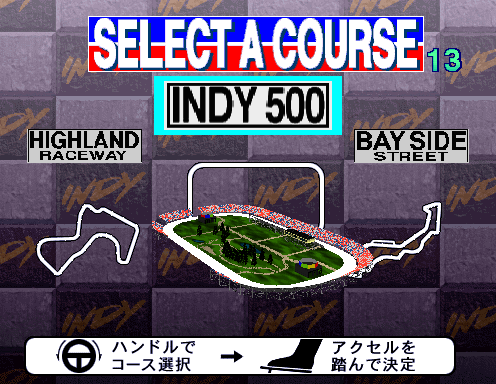 SELECT A COURSE
13
INDY 500
HIGHLAND
RACEWAY
BAY SIDE
STREET
INDY
ハンドルで
コース選択
アクセルを
踏んで決定